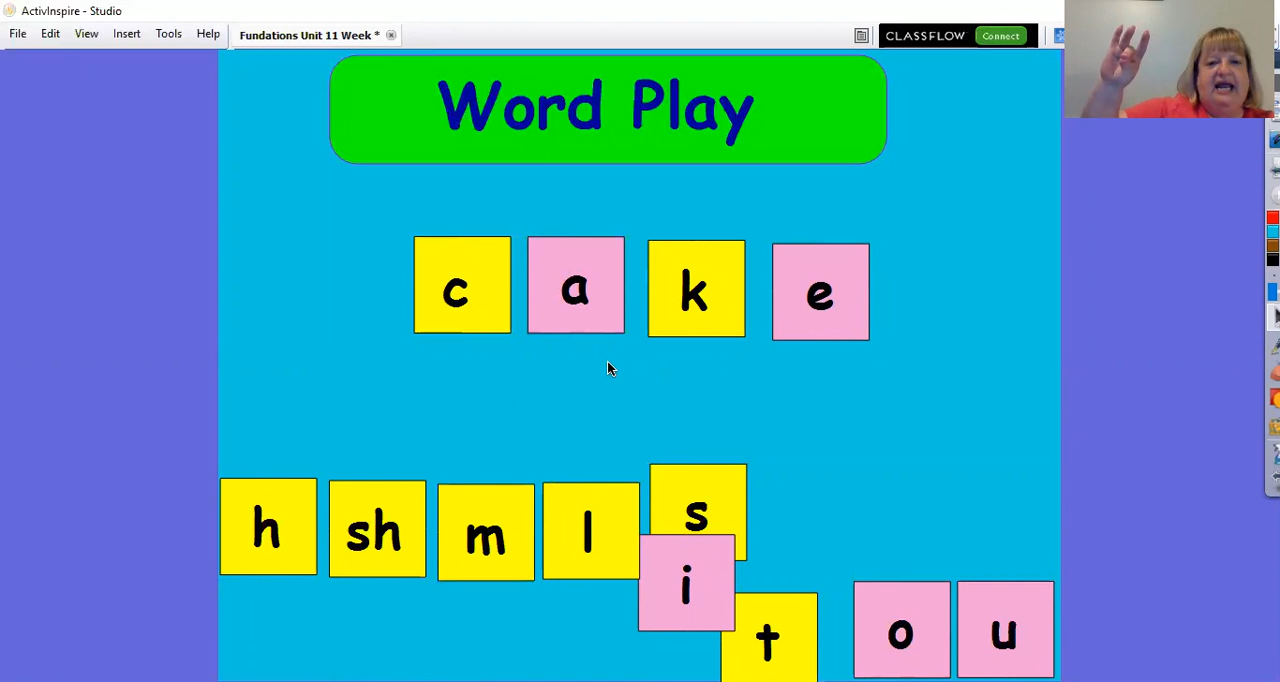 ActivInspire - Studio
File Edit View Insert Tools Help
Fundations Unit 11 Week *
CLASSFLOW Connect
Word Play
c a k e
h sh m l s
i
t o u